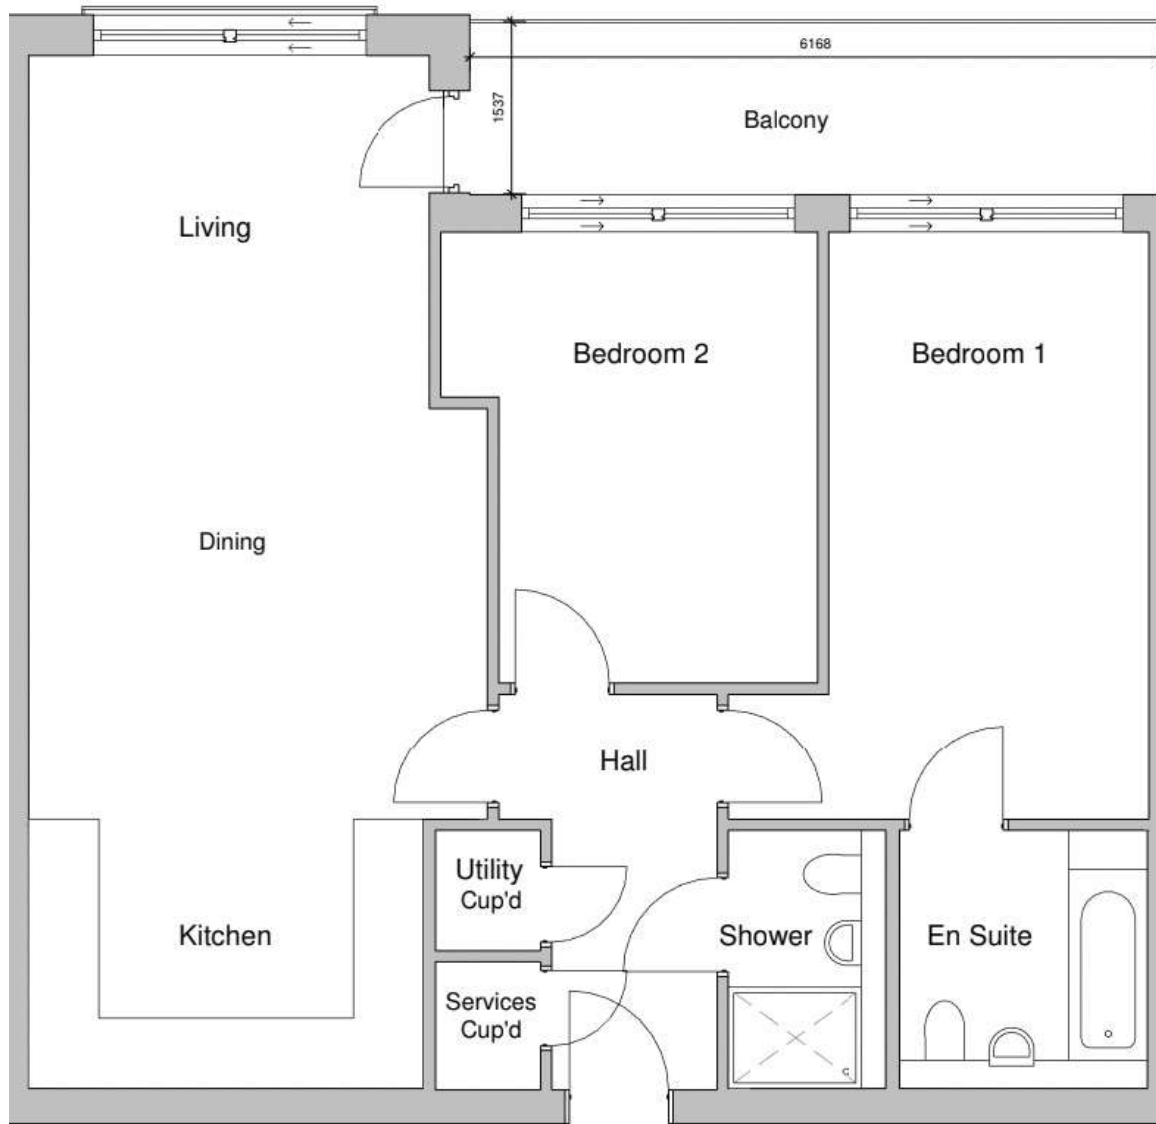 6168
1537
Balcony
Living
Bedroom 2
Bedroom 1
Dining
Hall
Utility
Cup'd
Kitchen
Shower
En Suite
Services
Cup'd